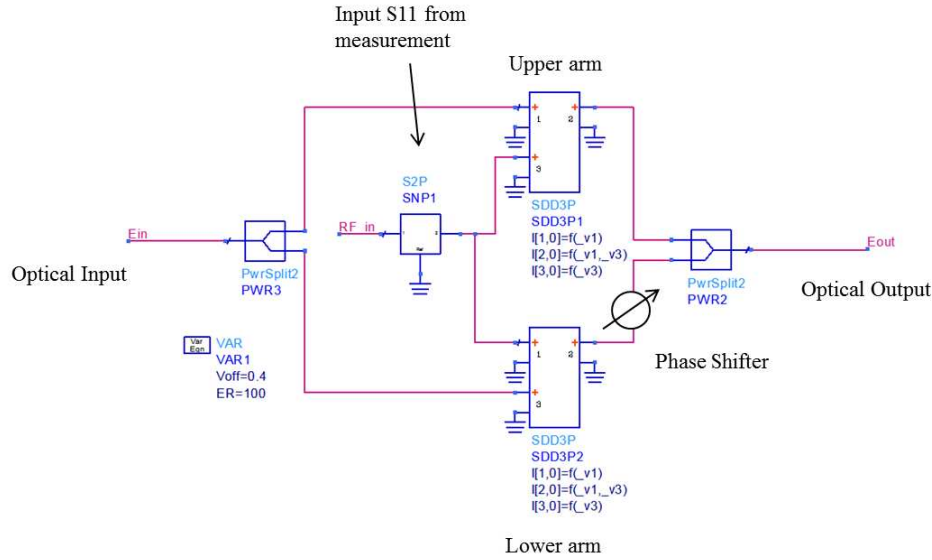 Input S11 from
measurement
Upper arm
1
2
3
S2P
SNP1
SDD3P
SDD3P1
I[1,0]=f(_v1)
I[2,0]=f(_v1,_v3)
I[3,0]=f(_v3)
Ein
RF_in
1
2
Ref
Eout
Optical Input
PwrSplit2
PWR3
PwrSplit2
PWR2
Optical Output
Var
Eqn
VAR
VAR1
Voff=0.4
ER=100
1
2
3
Phase Shifter
SDD3P
SDD3P2
I[1,0]=f(_v1)
I[2,0]=f(_v1,_v3)
I[3,0]=f(_v3)
Lower arm